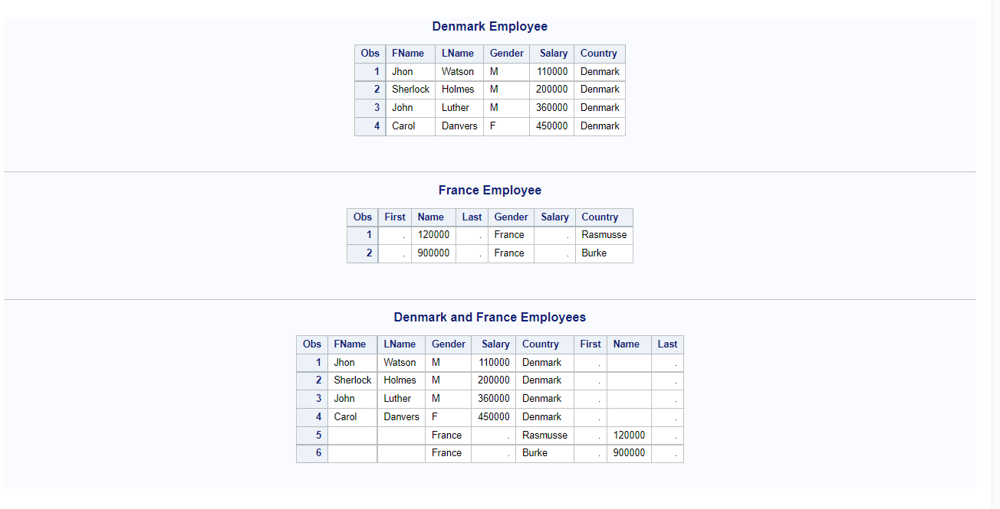 Denmark Employee
Obs FName LName Gender Salary Country
1 Jhon Watson M 110000 Denmark
2 Sherlock Holmes M 200000 Denmark
3 John Luther M 360000 Denmark
4 Carol Danvers F 450000 Denmark
France Employee
Obs First Name Last Gender Salary Country
1 . 120000 . France . Rasmusse
2 . 900000 . France . Burke
Denmark and France Employees
Obs FName LName Gender Salary Country First Name Last
1 Jhon Watson M 110000 Denmark . .
2 Sherlock Holmes M 200000 Denmark . .
3 John Luther M 360000 Denmark . .
4 Carol Danvers F 450000 Denmark . .
5 France . Rasmusse . 120000 .
6 France . Burke . 900000 .